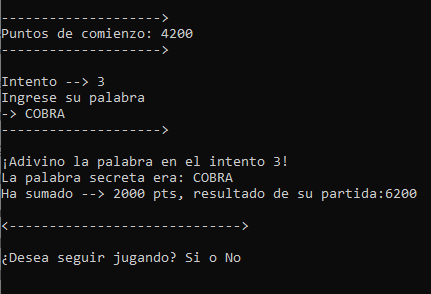 -------------------->
Puntos de comienzo: 4200
-------------------->
Intento --> 3
Ingrese su palabra
-> COBRA
-------------------->
¡Adivino la palabra en el intento 3!
La palabra secreta era: COBRA
Ha sumado --> 2000 pts, resultado de su partida:6200
<---------------------------->
¿Desea seguir jugando? Si o No